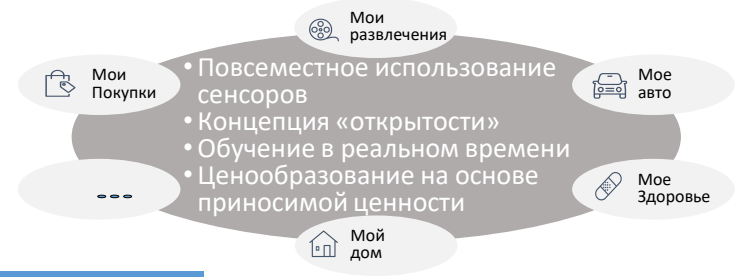 Мои
развлечения
Мои
Покупки
• Повсеместное использование
сенсоров
• Концепция «открытости»
• Обучение в реальном времени
• Ценообразование на основе
приносимой ценности
Мое
авто
---
Мое
Здоровье
Мой
дом